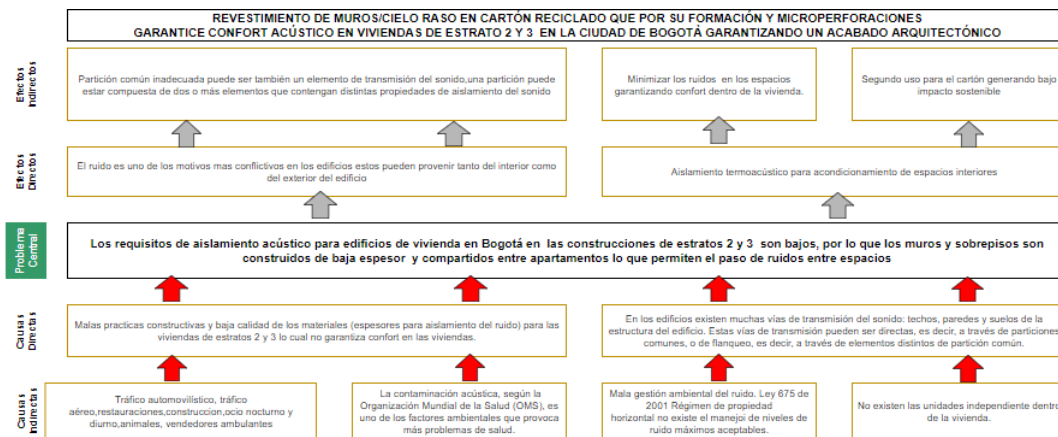 REVESTIMIENTO DE MUROS/CIELO RASO EN CARTÓN RECICLADO QUE POR SU FORMACIÓN Y MICROPERFORACIONES
GARANTICE CONFORT ACÚSTICO EN VIVIENDAS DE ESTRATO 2 Y 3 EN LA CIUDAD DE BOGOTÁ GARANTIZANDO UN ACABADO ARQUITECTÓNICO
Efectos
Indirectos
Partición común inadecuada puede ser también un elemento de transmisión del sonido,una partición puede
estar compuesta de dos o más elementos que contengan distintas propiedades de aislamiento del sonido
Minimizar los ruidos en los espacios
garantizando confort dentro de la vivienda.
Segundo uso para el cartón generando bajo
impacto sostenible
Efectos
Directos
El ruido es uno de los motivos mas conflictivos en los edificios estos pueden provenir tanto del interior como
del exterior del edificio
Aislamiento termoacústico para acondicionamiento de espacios interiores
Problema
Central
Los requisitos de aislamiento acústico para edificios de vivienda en Bogotá en las construcciones de estratos 2 y 3 son bajos, por lo que los muros y sobrepisos son
construidos de baja espesor y compartidos entre apartamentos lo que permiten el paso de ruidos entre espacios
Causas
Directas
Malas practicas constructivas y baja calidad de los materiales (espesores para aislamiento del ruido) para las
viviendas de estratos 2 y 3 lo cual no garantiza confort en las viviendas.
En los edificios existen muchas vías de transmisión del sonido: techos, paredes y suelos de la
estructura del edificio. Estas vías de transmisión pueden ser directas, es decir, a través de particiones
comunes, o de flanqueo, es decir, a través de elementos distintos de partición común.
Causas
Indirectas
Tráfico automovilístico, tráfico
aéreo,restauraciones,construccion,ocio nocturno y
diurno,animales, vendedores ambulantes
La contaminación acústica, según la
Organización Mundial de la Salud (OMS), es
uno de los factores ambientales que provoca
más problemas de salud.
Mala gestión ambiental del ruido. Ley 675 de
2001 Régimen de propiedad
horizontal no existe el manejoi de niveles de
ruido máximos aceptables.
No existen las unidades independiente dentro
de la vivienda.